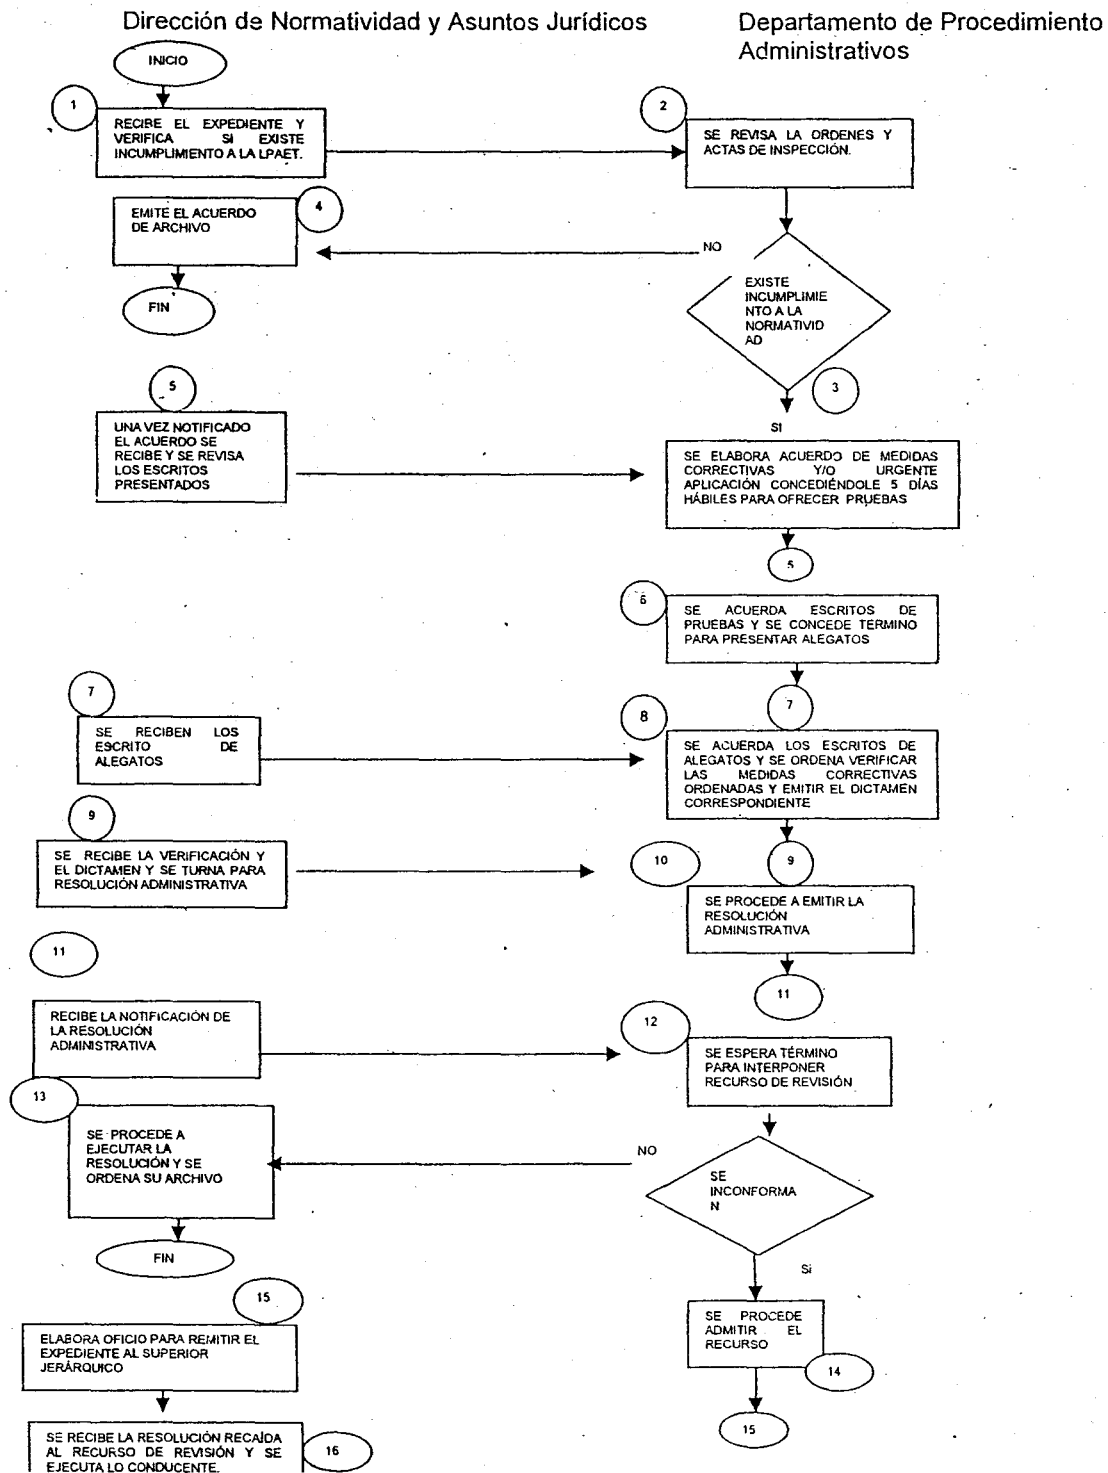 Dirección de Normatividad y Asuntos Jurídicos
Departamento de Procedimiento
Administrativos
INICIO
1
RECIBE EL EXPEDIENTE Y
VERIFICA SI EXISTE
INCUMPLIMIENTO A LA LPAET.
2
SE REVISA LA ORDENES Y
ACTAS DE INSPECCIÓN.
4
EMITE EL ACUERDO
DE ARCHIVO
NO
FIN
EXISTE
INCUMPLIMIE
NTO A LA
NORMATIVID
AD
3
SI
5
UNA VEZ NOTIFICADO
EL ACUERDO SE
RECIBE Y SE REVISA
LOS ESCRITOS
PRESENTADOS
SE ELABORA ACUERDO DE MEDIDAS
CORRECTIVAS Y/O URGENTE
APLICACIÓN CONCEDIÉNDOLE 5 DÍAS
HÁBILES PARA OFRECER PRUEBAS
5
6
SE ACUERDA ESCRITOS DE
PRUEBAS Y SE CONCEDE TERMINO
PARA PRESENTAR ALEGATOS
7
7
SE RECIBEN LOS
ESCRITO DE
ALEGATOS
8
SE ACUERDA LOS ESCRITOS DE
ALEGATOS Y SE ORDENA VERIFICAR
LAS MEDIDAS CORRECTIVAS
ORDENADAS Y EMITIR EL DICTAMEN
CORRESPONDIENTE
9
SE RECIBE LA VERIFICACIÓN Y
EL DICTAMEN Y SE TURNA PARA
RESOLUCIÓN ADMINISTRATIVA
10
9
SE PROCEDE A EMITIR LA
RESOLUCIÓN
ADMINISTRATIVA
11
11
RECIBE LA NOTIFICACIÓN DE
LA RESOLUCIÓN
ADMINISTRATIVA
12
SE ESPERA TÉRMINO
PARA INTERPONER
RECURSO DE REVISIÓN
13
SE PROCEDE A
EJECUTAR LA
RESOLUCIÓN Y SE
ORDENA SU ARCHIVO
NO
SE
INCONFORMA
N
FIN
Si
15
ELABORA OFICIO PARA REMITIR EL
EXPEDIENTE AL SUPERIOR
JERÁRQUICO
SE PROCEDE
ADMITIR EL
RECURSO
14
15
SE RECIBE LA RESOLUCIÓN RECAÍDA
AL RECURSO DE REVISIÓN Y SE
EJECUTA LO CONDUCENTE.
16